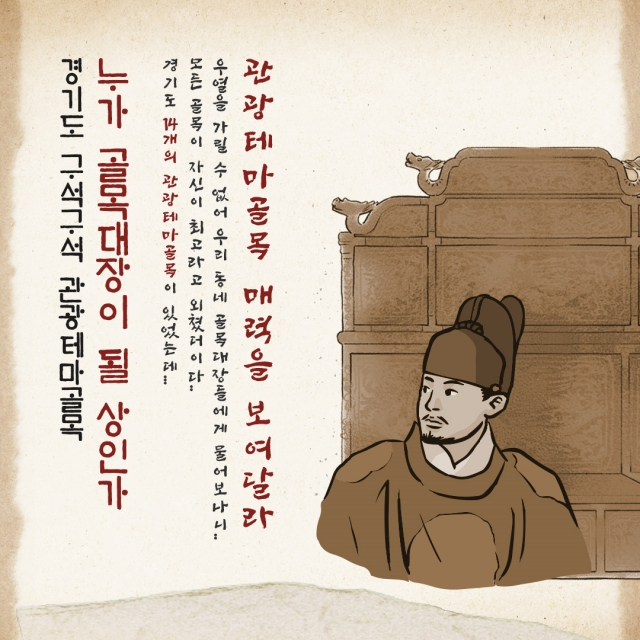 경기도 구석구석 관광테마골목
누가 골목대장이 될 상인가
경기도 14개의 관광테마골목이 있었는데..
모든 골목이 자신이 최고라고 외쳤더이다..
우열을 가릴 수 없어 우리 동네 골목대장들에게 물어보나니..
관광테마골목 매력을 보여달라